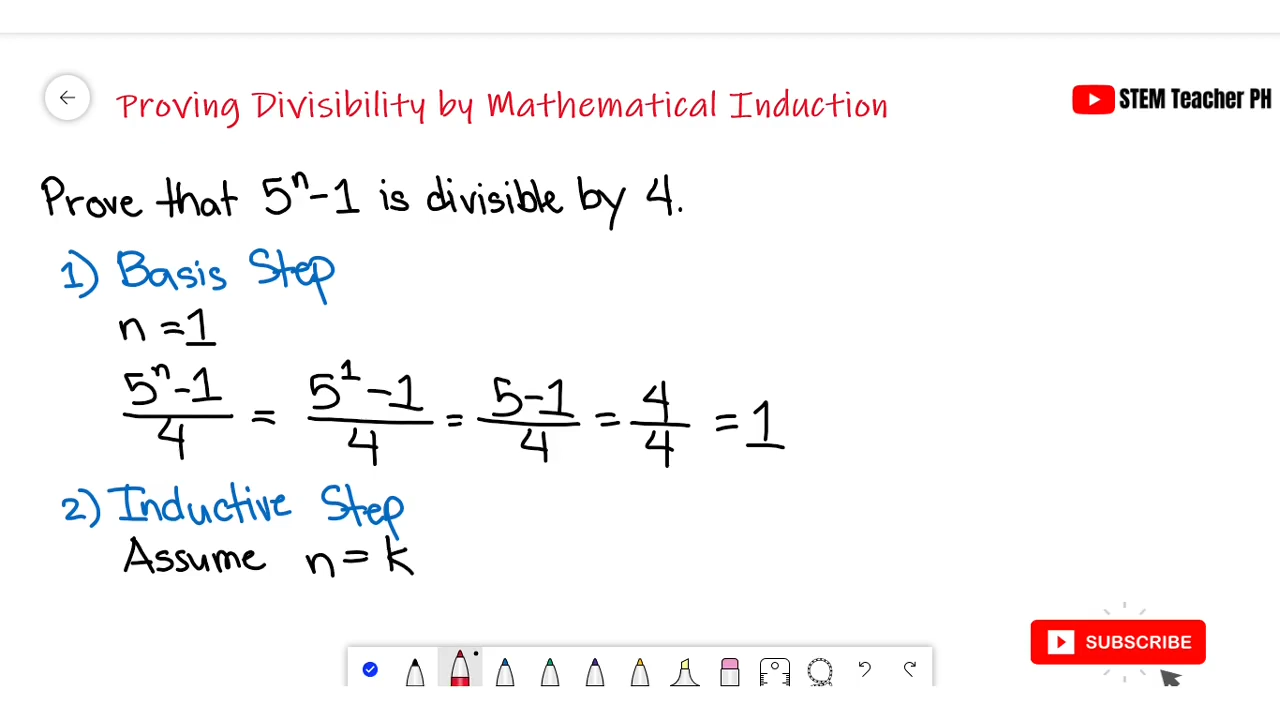 Proving Divisibility by Mathematical Induction
STEM Teacher PH
Prove that 5ⁿ-1 is divisible by 4.
1) Basis Step
n = 1
(5ⁿ-1)/4 = (5¹-1)/4 = (5-1)/4 = 4/4 = 1
2) Inductive Step
Assume n = k
SUBSCRIBE